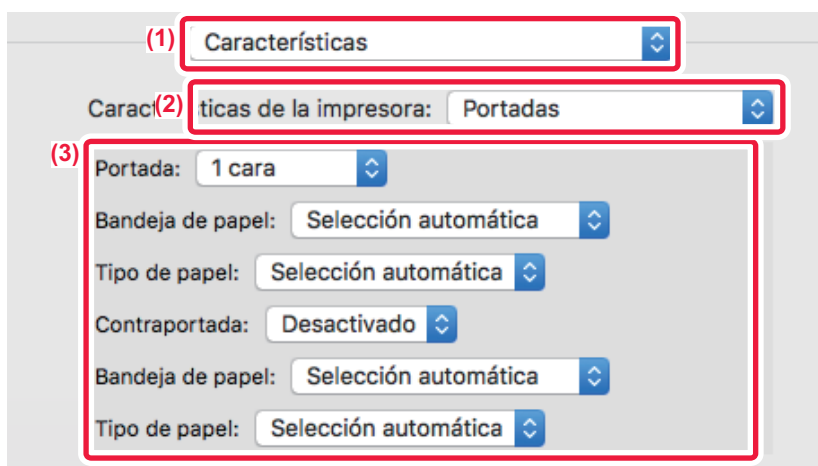 (1) Características
Caract(2) ticas de la impresora: Portadas
(3)
Portada: 1 cara
Bandeja de papel: Selección automática
Tipo de papel: Selección automática
Contraportada: Desactivado
Bandeja de papel: Selección automática
Tipo de papel: Selección automática